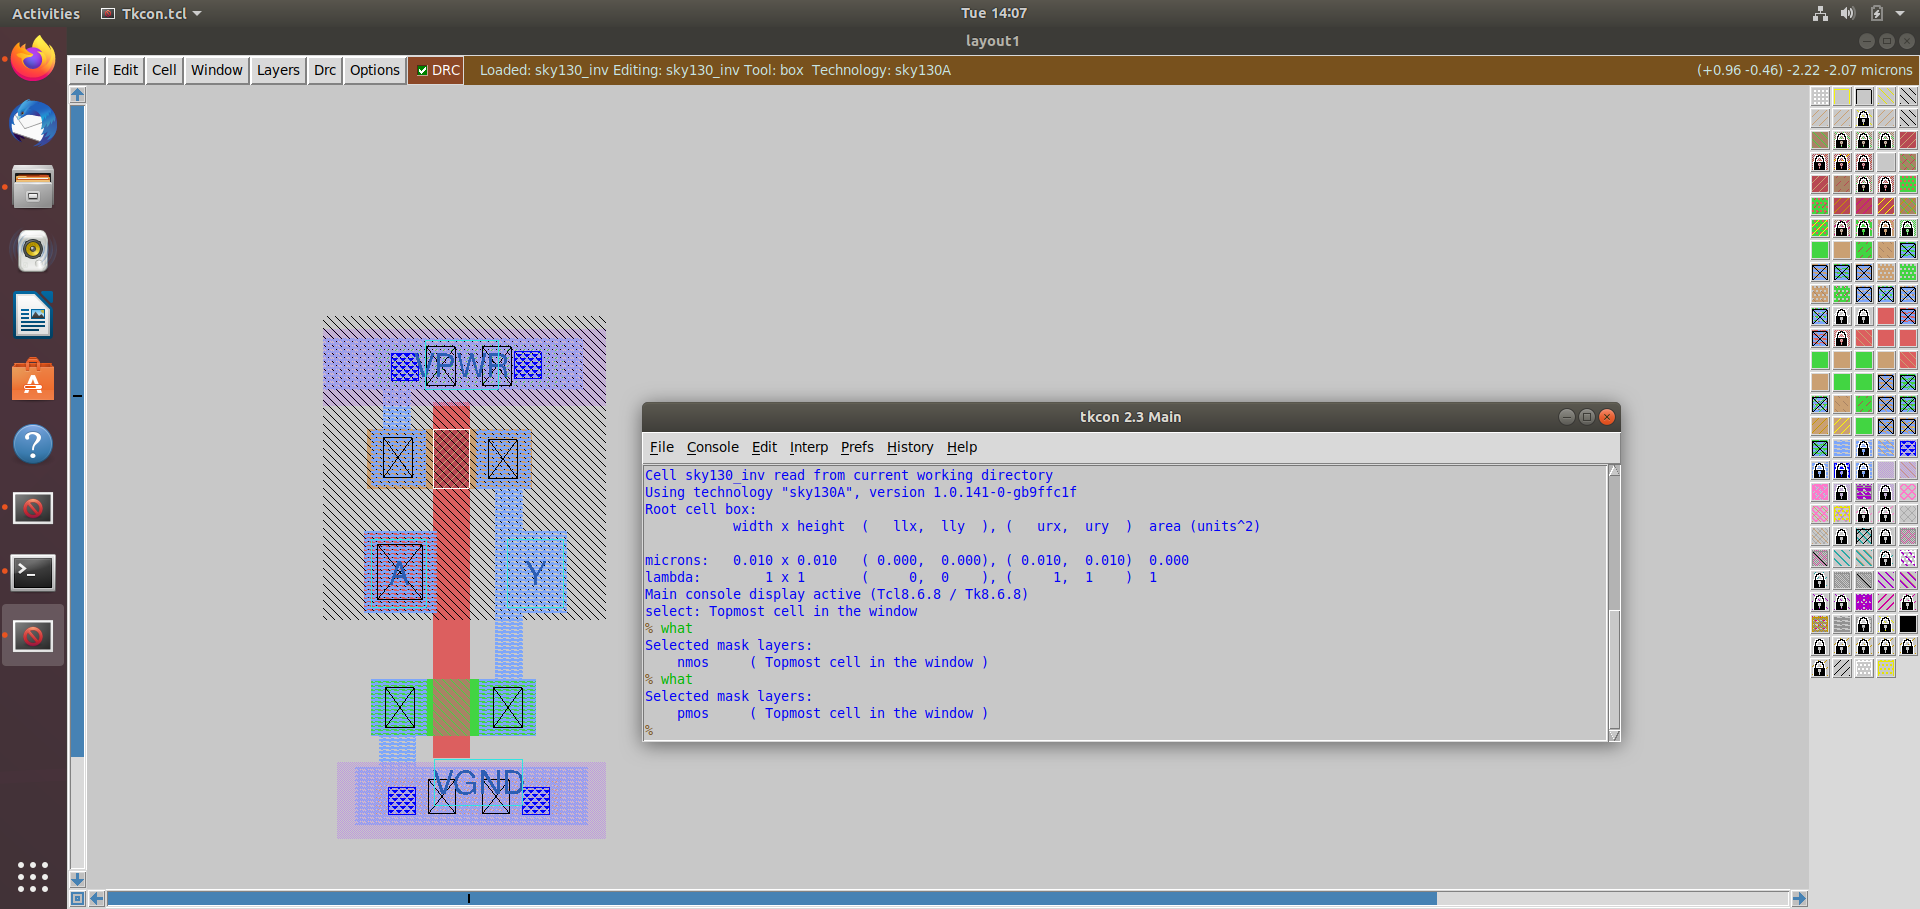 Activities Tkcon.tcl Tue 14:07
layout1
File Edit Cell Window Layers Drc Options DRC Loaded: sky130_inv Editing: sky130_inv Tool: box Technology: sky130A (+0.96 -0.46) -2.22 -2.07 microns
VPWR
A
Y
VGND
tkcon 2.3 Main
File Console Edit Interp Prefs History Help
Cell sky130_inv read from current working directory
Using technology "sky130A", version 1.0.141-0-gb9ffc1f
Root cell box:
width x height ( llx, lly ), ( urx, ury ) area (units^2)
microns: 0.010 x 0.010 ( 0.000, 0.000), ( 0.010, 0.010) 0.000
lambda: 1 x 1 ( 0, 0 ), ( 1, 1 ) 1
Main console display active (Tcl8.6.8 / Tk8.6.8)
select: Topmost cell in the window
% what
Selected mask layers:
nmos ( Topmost cell in the window )
% what
Selected mask layers:
pmos ( Topmost cell in the window )
%